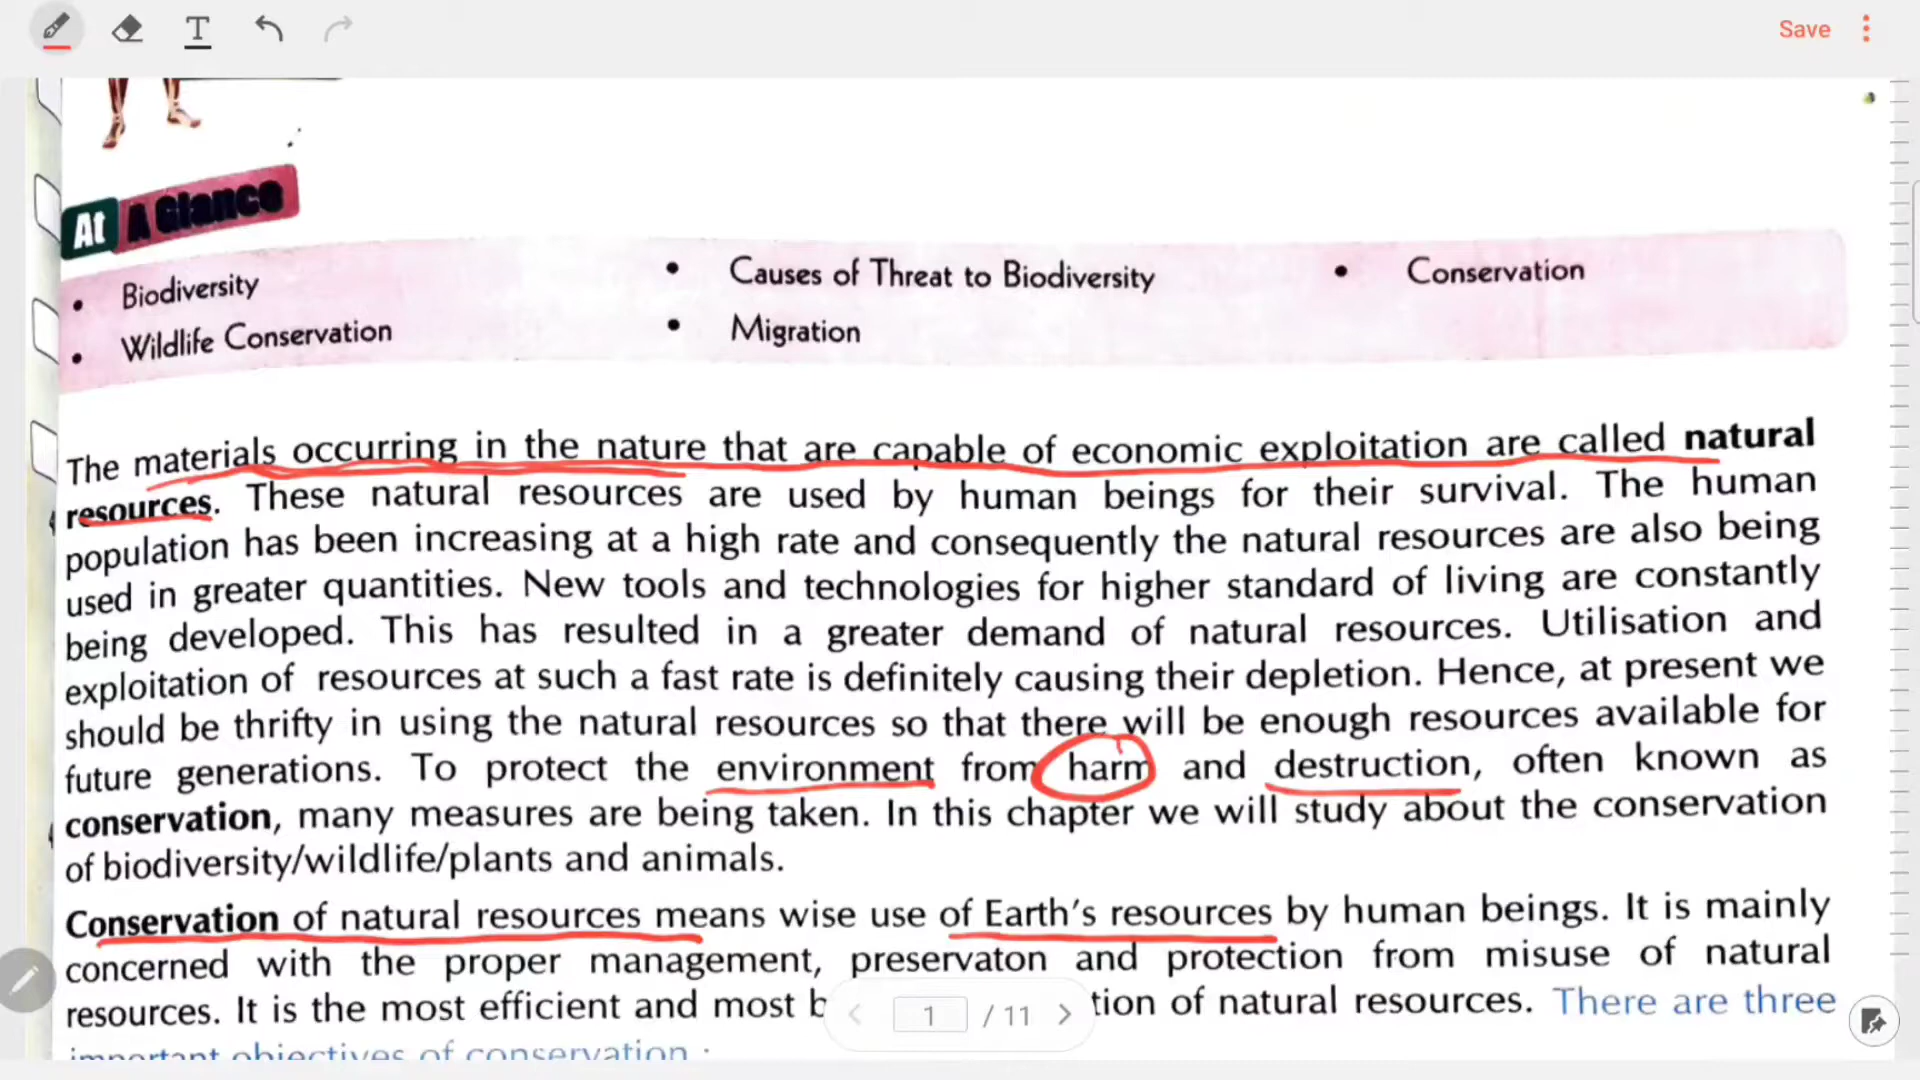 Save
At A Glance
• Biodiversity
• Causes of Threat to Biodiversity
• Conservation
• Wildlife Conservation
• Migration
The materials occurring in the nature that are capable of economic exploitation are called natural
resources. These natural resources are used by human beings for their survival. The human
population has been increasing at a high rate and consequently the natural resources are also being
used in greater quantities. New tools and technologies for higher standard of living are constantly
being developed. This has resulted in a greater demand of natural resources. Utilisation and
exploitation of resources at such a fast rate is definitely causing their depletion. Hence, at present we
should be thrifty in using the natural resources so that there will be enough resources available for
future generations. To protect the environment from harm and destruction, often known as
conservation, many measures are being taken. In this chapter we will study about the conservation
of biodiversity/wildlife/plants and animals.
Conservation of natural resources means wise use of Earth's resources by human beings. It is mainly
concerned with the proper management, preservaton and protection from misuse of natural
resources. It is the most efficient and most b tion of natural resources. There are three
important objectives of conservation :
1 / 11